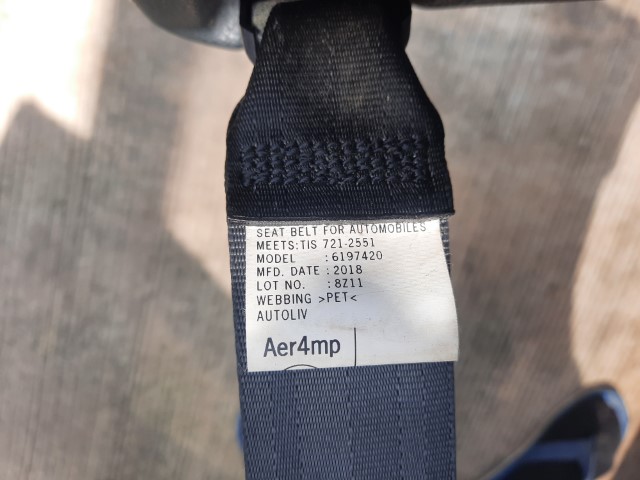 SEAT BELT FOR AUTOMOBILES
MEETS:TIS 721-2551
MODEL :6197420
MFD. DATE :2018
LOT NO. :8Z11
WEBBING >PET<
AUTOLIV
Aer4mp